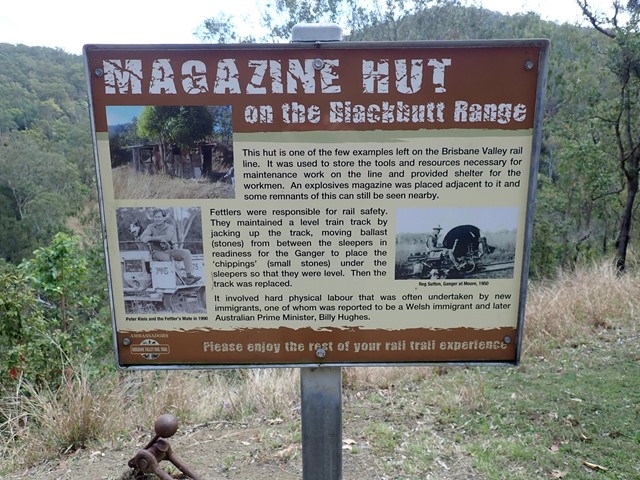 MAGAZINE HUT
on the Blackbutt Range
This hut is one of the few examples left on the Brisbane Valley rail
line. It was used to store the tools and resources necessary for
maintenance work on the line and provided shelter for the
workmen. An explosives magazine was placed adjacent to it and
some remnants of this can still be seen nearby.
Fettlers were responsible for rail safety.
They maintained a level train track by
jacking up the track, moving ballast
(stones) from between the sleepers in
readiness for the Ganger to place the
'chippings' (small stones) under the
sleepers so that they were level. Then the
track was replaced.
Reg Sutton, Ganger at Moore, 1950
It involved hard physical labour that was often undertaken by new
immigrants, one of whom was reported to be a Welsh immigrant and later
Australian Prime Minister, Billy Hughes.
and the Fettler's Mate in 1990
AMBASSADORS
BRISBANE VALLEY RAIL TRAIL
Please enjoy the rest of your rail trail experience